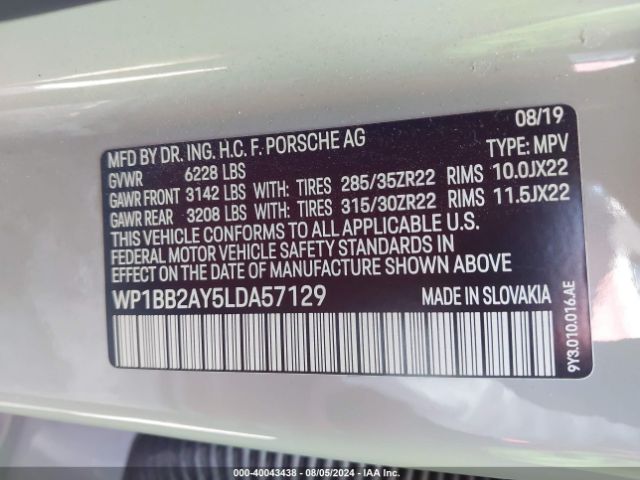 08/19
MFD BY DR. ING. H.C. F. PORSCHE AG
GVWR 6228 LBS TYPE: MPV
GAWR FRONT 3142 LBS WITH: TIRES 285/35ZR22 RIMS 10.0JX22
GAWR REAR 3208 LBS WITH: TIRES 315/30ZR22 RIMS 11.5JX22
THIS VEHICLE CONFORMS TO ALL APPLICABLE U.S.
FEDERAL MOTOR VEHICLE SAFETY STANDARDS IN
EFFECT ON THE DATE OF MANUFACTURE SHOWN ABOVE.
WP1BB2AY5LDA57129 MADE IN SLOVAKIA
9Y3.010.016.AE
000-40043438 - 08/05/2024 - IAA Inc.